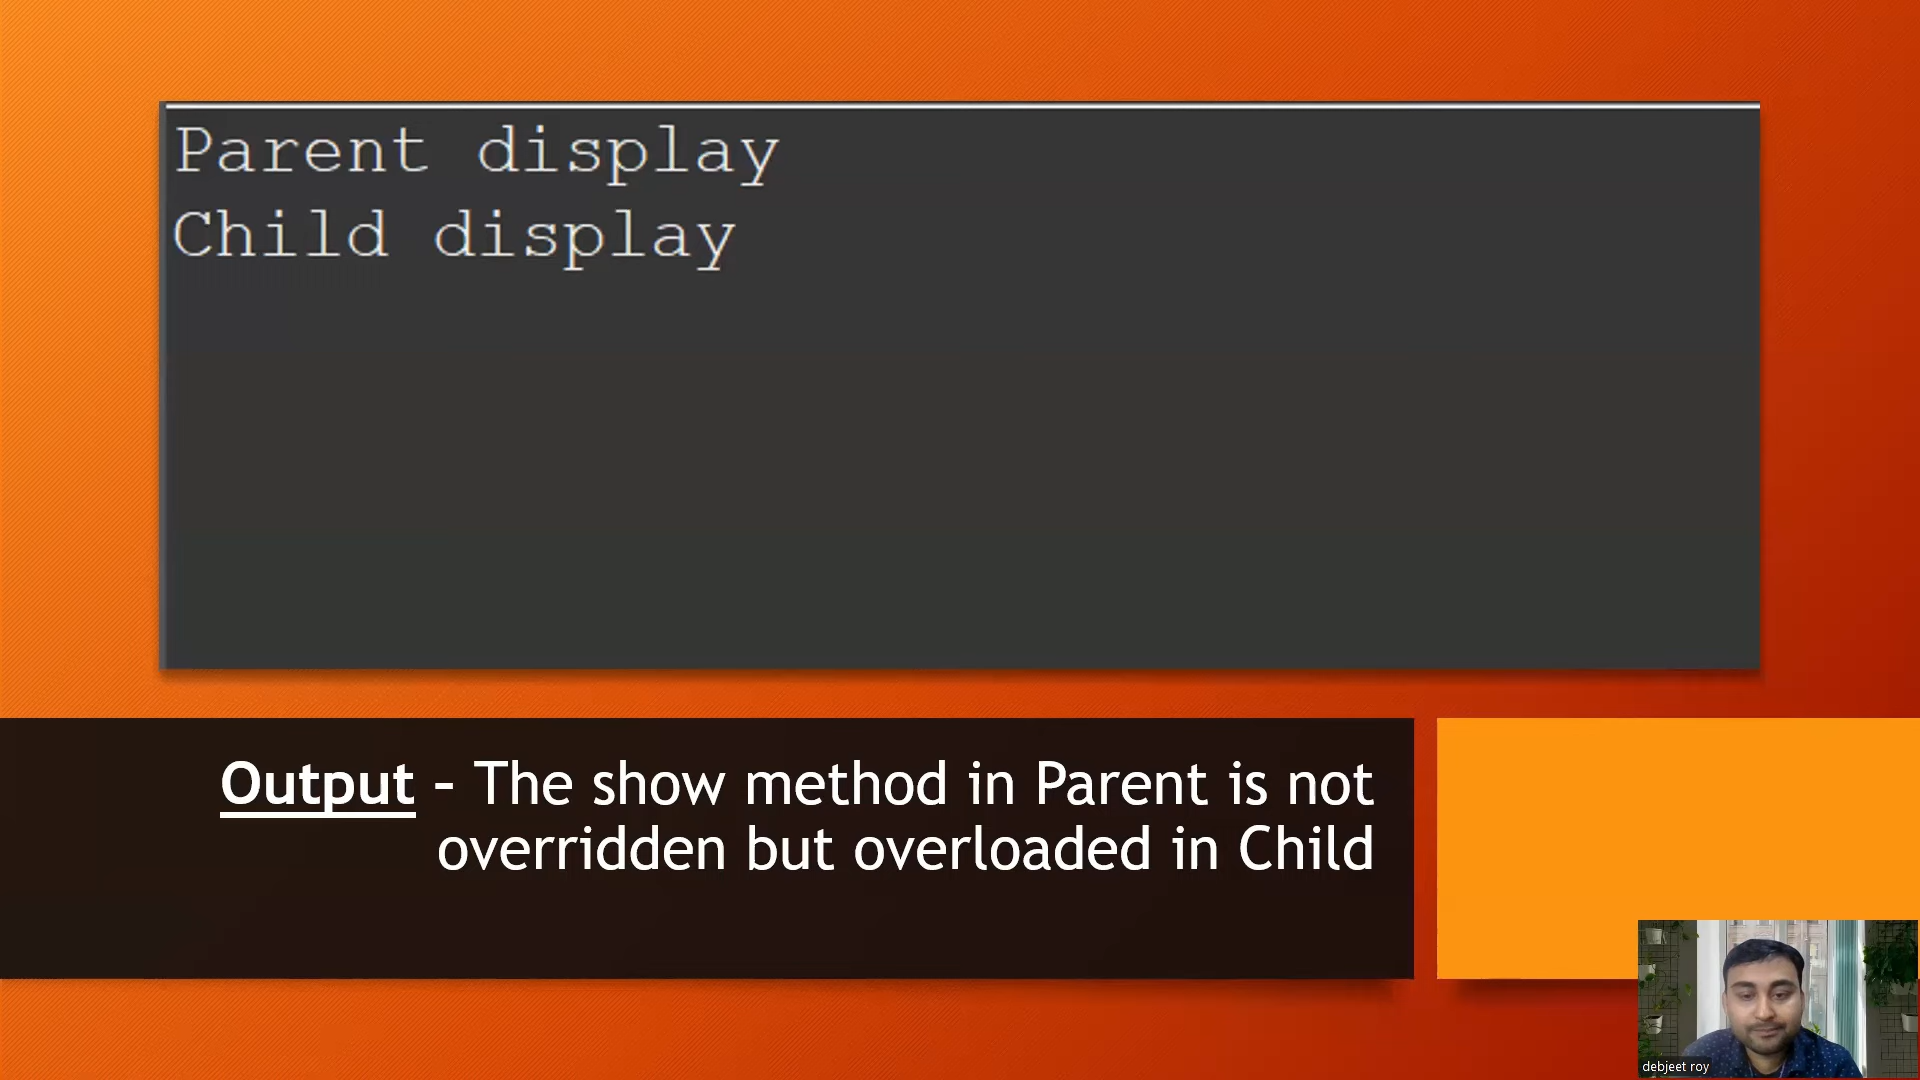 Parent display
Child display
Output – The show method in Parent is not
overridden but overloaded in Child
debjeet roy